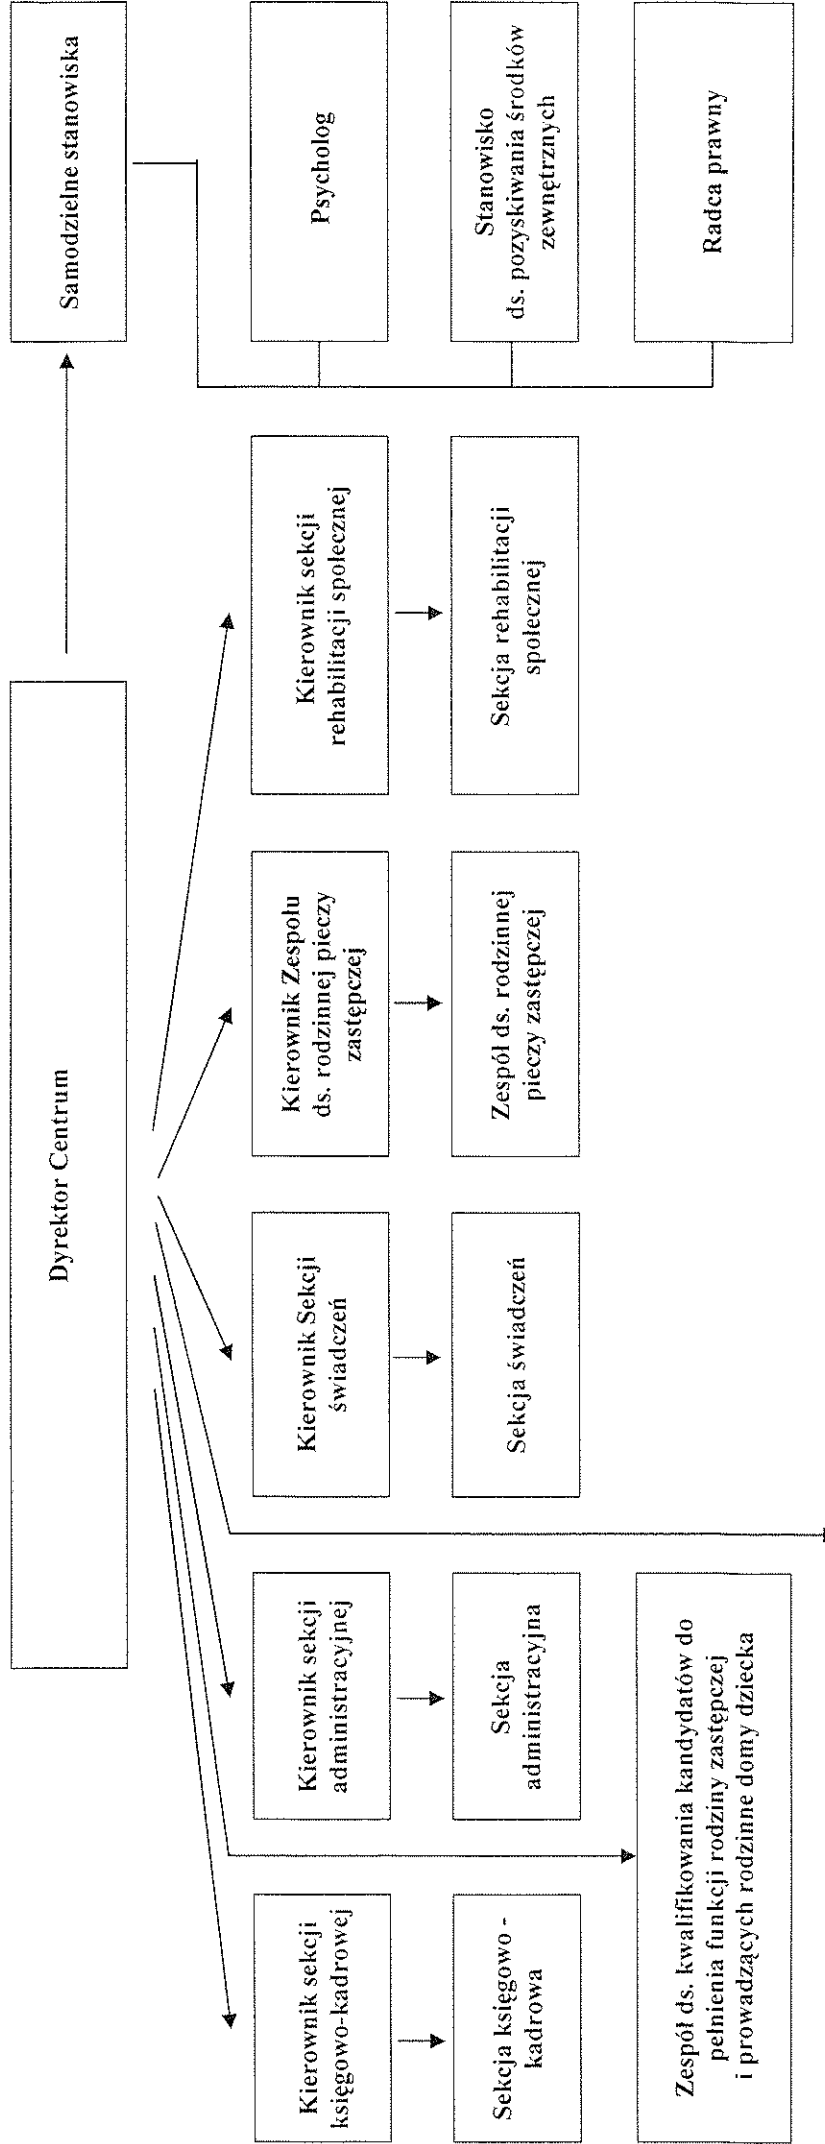 Dyrektor Centrum
Samodzielne stanowiska
Kierownik sekcji
księgowo-kadrowej
Kierownik sekcji
administracyjnej
Kierownik Sekcji
świadczeń
Kierownik Zespołu
ds. rodzinnej pieczy
zastępczej
Kierownik sekcji
rehabilitacji społecznej
Psycholog
Sekcja księgowo -
kadrowa
Sekcja
administracyjna
Sekcja świadczeń
Zespół ds. rodzinnej
pieczy zastępczej
Sekcja rehabilitacji
społecznej
Stanowisko
ds. pozyskiwania środków
zewnętrznych
Zespół ds. kwalifikowania kandydatów do
pełnienia funkcji rodziny zastępczej
i prowadzących rodzinne domy dziecka
Radca prawny